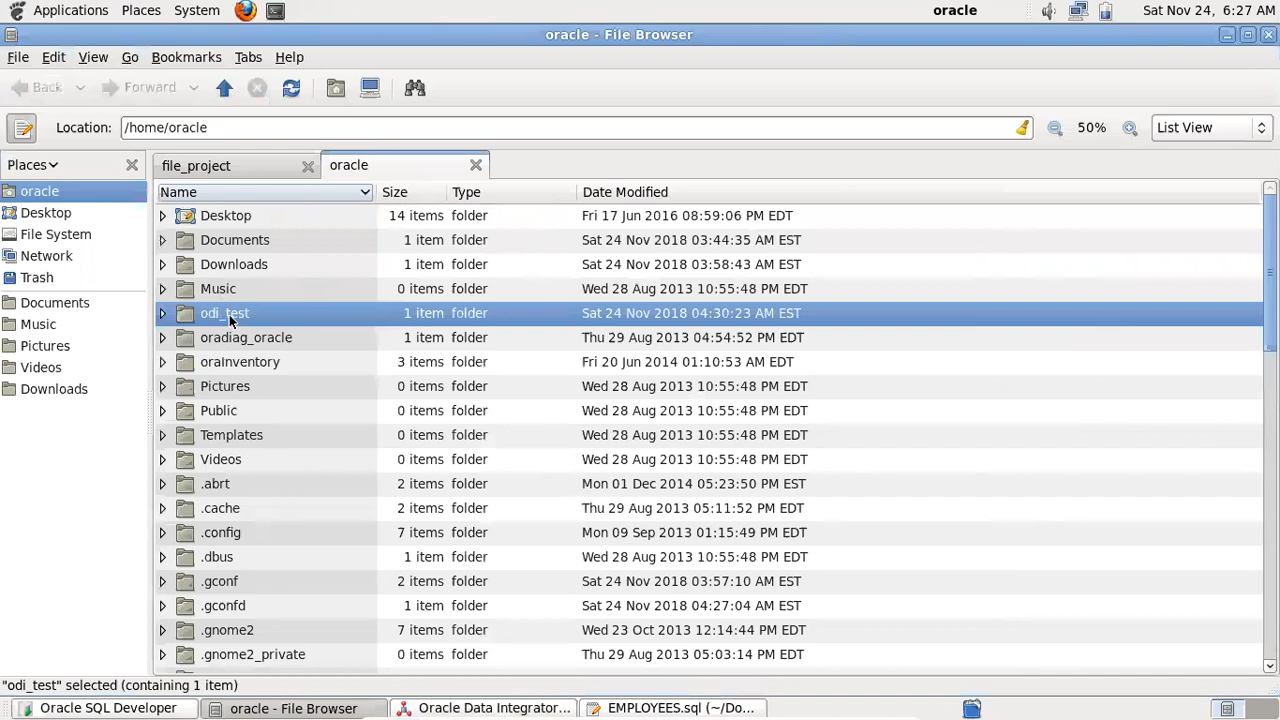 Applications Places System oracle Sat Nov 24, 6:27 AM
oracle - File Browser
File Edit View Go Bookmarks Tabs Help
Back Forward
Location: /home/oracle 50% List View
Places file_project oracle
oracle Name Size Type Date Modified
Desktop
File System
Network
Trash
Documents
Music
Pictures
Videos
Downloads
Desktop 14 items folder Fri 17 Jun 2016 08:59:06 PM EDT
Documents 1 item folder Sat 24 Nov 2018 03:44:35 AM EST
Downloads 1 item folder Sat 24 Nov 2018 03:58:43 AM EST
Music 0 items folder Wed 28 Aug 2013 10:55:48 PM EDT
odi_test 1 item folder Sat 24 Nov 2018 04:30:23 AM EST
oradiag_oracle 1 item folder Thu 29 Aug 2013 04:54:52 PM EDT
oraInventory 3 items folder Fri 20 Jun 2014 01:10:53 AM EDT
Pictures 0 items folder Wed 28 Aug 2013 10:55:48 PM EDT
Public 0 items folder Wed 28 Aug 2013 10:55:48 PM EDT
Templates 0 items folder Wed 28 Aug 2013 10:55:48 PM EDT
Videos 0 items folder Wed 28 Aug 2013 10:55:48 PM EDT
.abrt 2 items folder Mon 01 Dec 2014 05:23:50 PM EST
.cache 2 items folder Thu 29 Aug 2013 05:11:52 PM EDT
.config 7 items folder Mon 09 Sep 2013 01:15:49 PM EDT
.dbus 1 item folder Wed 28 Aug 2013 10:55:48 PM EDT
.gconf 2 items folder Sat 24 Nov 2018 03:57:10 AM EST
.gconfd 1 item folder Sat 24 Nov 2018 04:27:04 AM EST
.gnome2 7 items folder Wed 23 Oct 2013 12:14:44 PM EDT
.gnome2_private 0 items folder Thu 29 Aug 2013 05:03:14 PM EDT
"odi_test" selected (containing 1 item)
Oracle SQL Developer oracle - File Browser Oracle Data Integrator... EMPLOYEES.sql (~/Do...